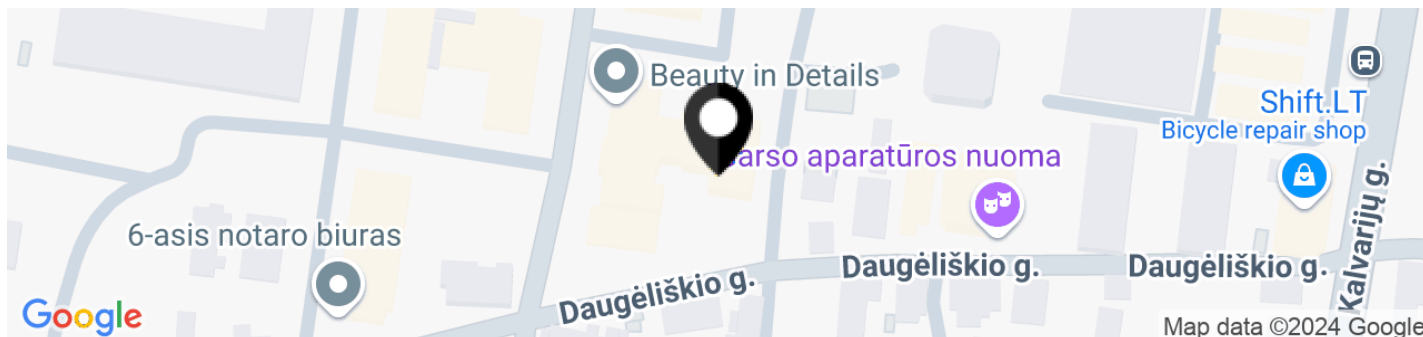 Beauty in Details
Shift.LT
Bicycle repair shop
arso aparatūros nuoma
6-asis notaro biuras
Daugėliškio g.
Daugėliškio g.
Daugėliškio g.
Kalvarijų g.
Google
Map data ©2024 Google